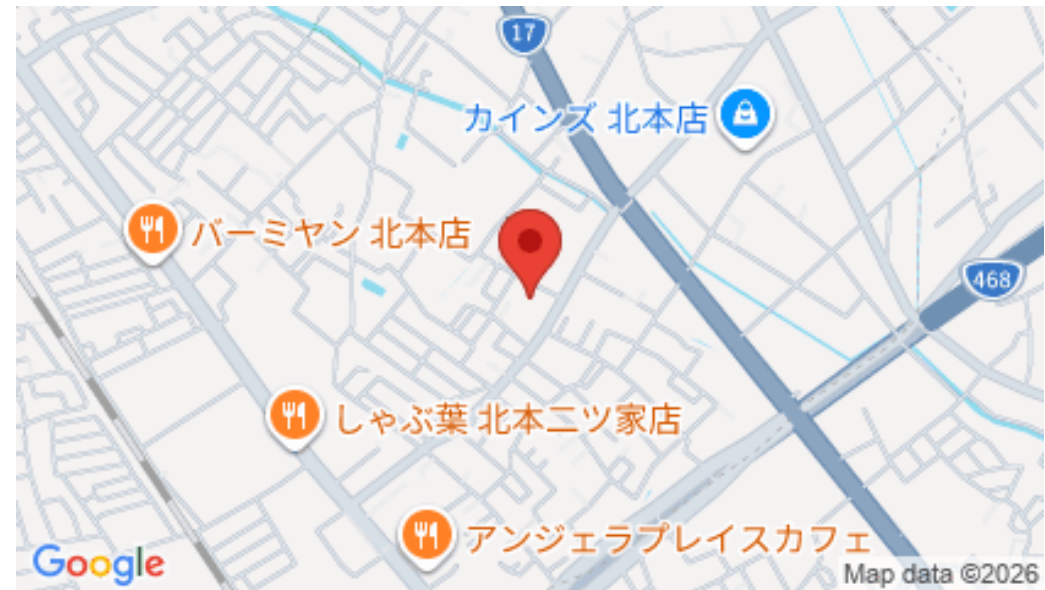 17
カインズ 北本店
バーミヤン 北本店
468
しゃぶ葉 北本二ツ家店
アンジェラプレイスカフェ
Google
Map data ©2026